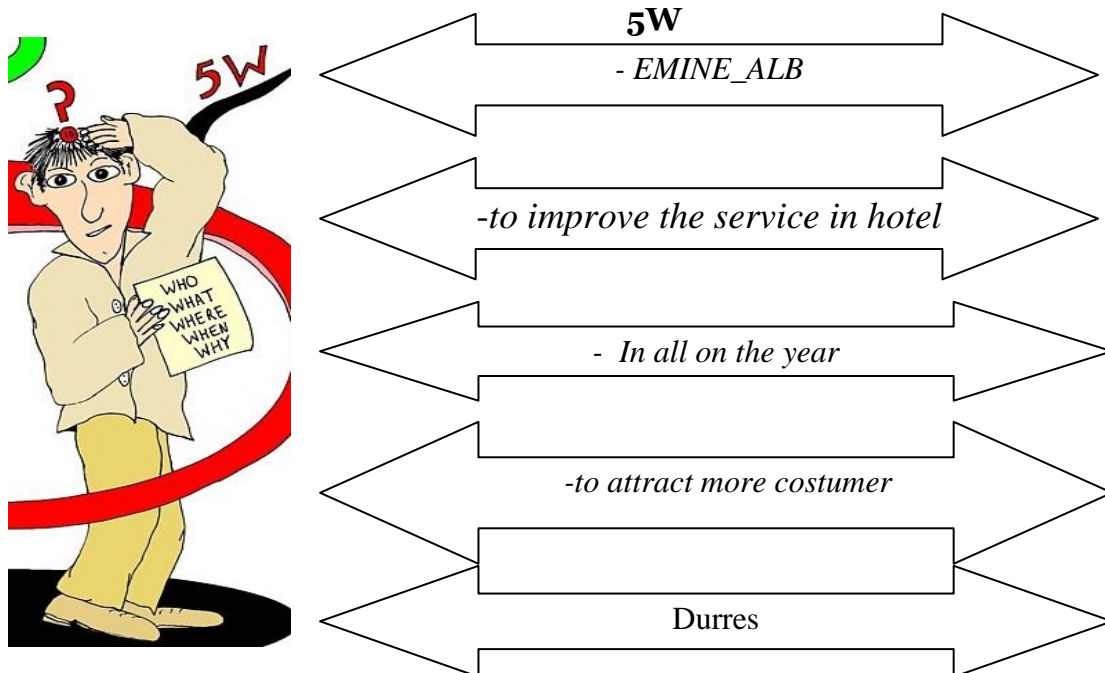 5W
?
WHO
WHAT
WHERE
WHEN
WHY
5W
- EMINE_ALB
-to improve the service in hotel
- In all on the year
-to attract more costumer
Durres